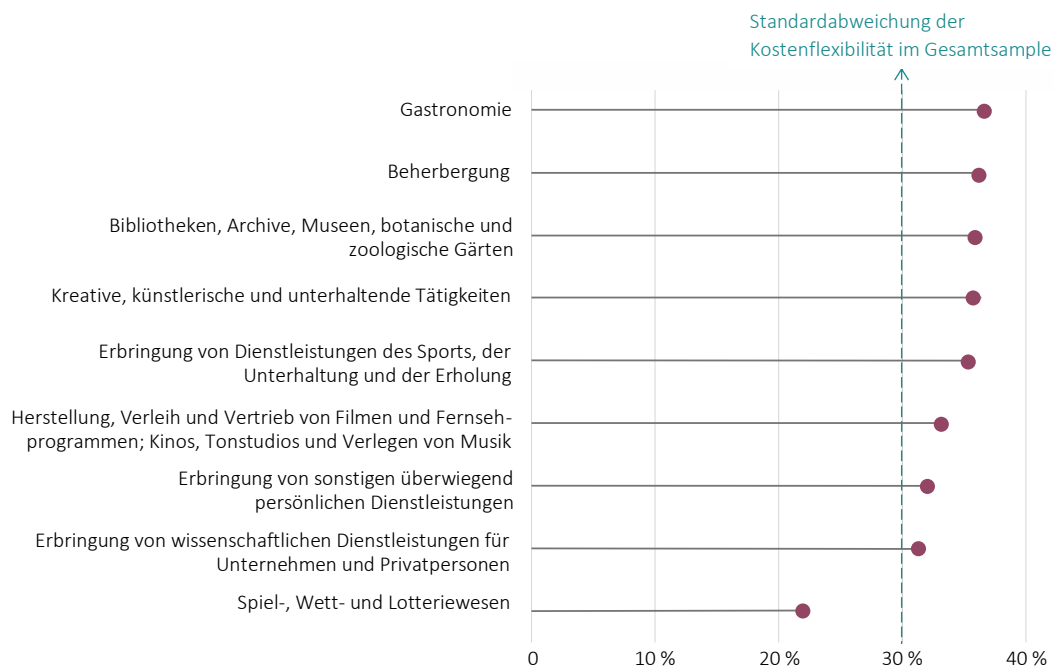 Standardabweichung der
Kostenflexibilität im Gesamtsample
Gastronomie
Beherbergung
Bibliotheken, Archive, Museen, botanische und
zoologische Gärten
Kreative, künstlerische und unterhaltende Tätigkeiten
Erbringung von Dienstleistungen des Sports, der
Unterhaltung und der Erholung
Herstellung, Verleih und Vertrieb von Filmen und Fernseh-
programmen; Kinos, Tonstudios und Verlegen von Musik
Erbringung von sonstigen überwiegend
persönlichen Dienstleistungen
Erbringung von wissenschaftlichen Dienstleistungen für
Unternehmen und Privatpersonen
Spiel-, Wett- und Lotteriewesen
0 10 % 20 % 30 % 40 %